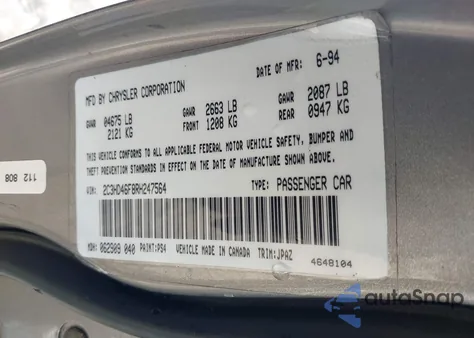 MFD BY CHRYSLER CORPORATION DATE OF MFR: 6-94
GVWR 04675 LB GAWR 2663 LB GAWR 2087 LB
2121 KG FRONT 1208 KG REAR 0947 KG
THIS VEHICLE CONFORMS TO ALL APPLICABLE FEDERAL MOTOR VEHICLE SAFETY, BUMPER AND
THEFT PREVENTION STANDARDS IN EFFECT ON THE DATE OF MANUFACTURE SHOWN ABOVE.
VIN: 2C3HD46F8RH247564 TYPE: PASSENGER CAR
MDH: 062909 040 PAINT:PS4 VEHICLE MADE IN CANADA TRIM:JPAZ
4648104
112 808
autoSnap